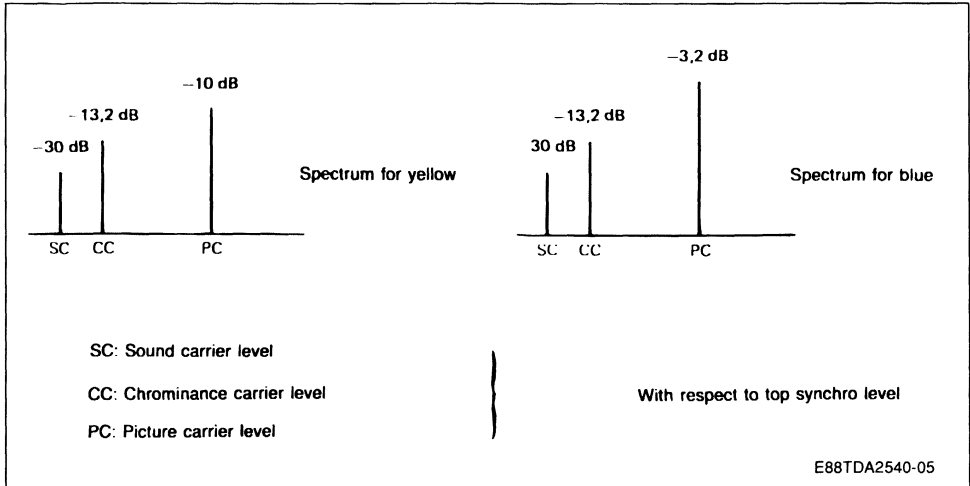 −10 dB
−13,2 dB
−30 dB
Spectrum for yellow
SC CC PC
−3,2 dB
−13,2 dB
30 dB
Spectrum for blue
SC CC PC
SC: Sound carrier level
CC: Chrominance carrier level
PC: Picture carrier level
With respect to top synchro level
E88TDA2540-05